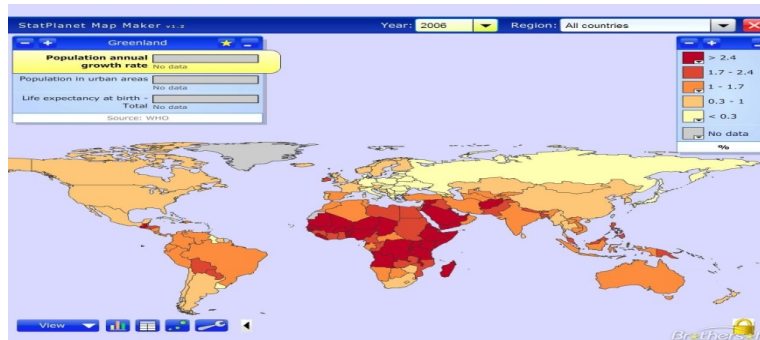 StatPlanet Map Maker v1.2
Year: 2006 Region: All countries
Greenland
Population annual growth rate
No data
Population in urban areas
No data
Life expectancy at birth - Total
No data
Source: WHO
> 2.4
1.7 - 2.4
1 - 1.7
0.3 - 1
< 0.3
No data
%
View